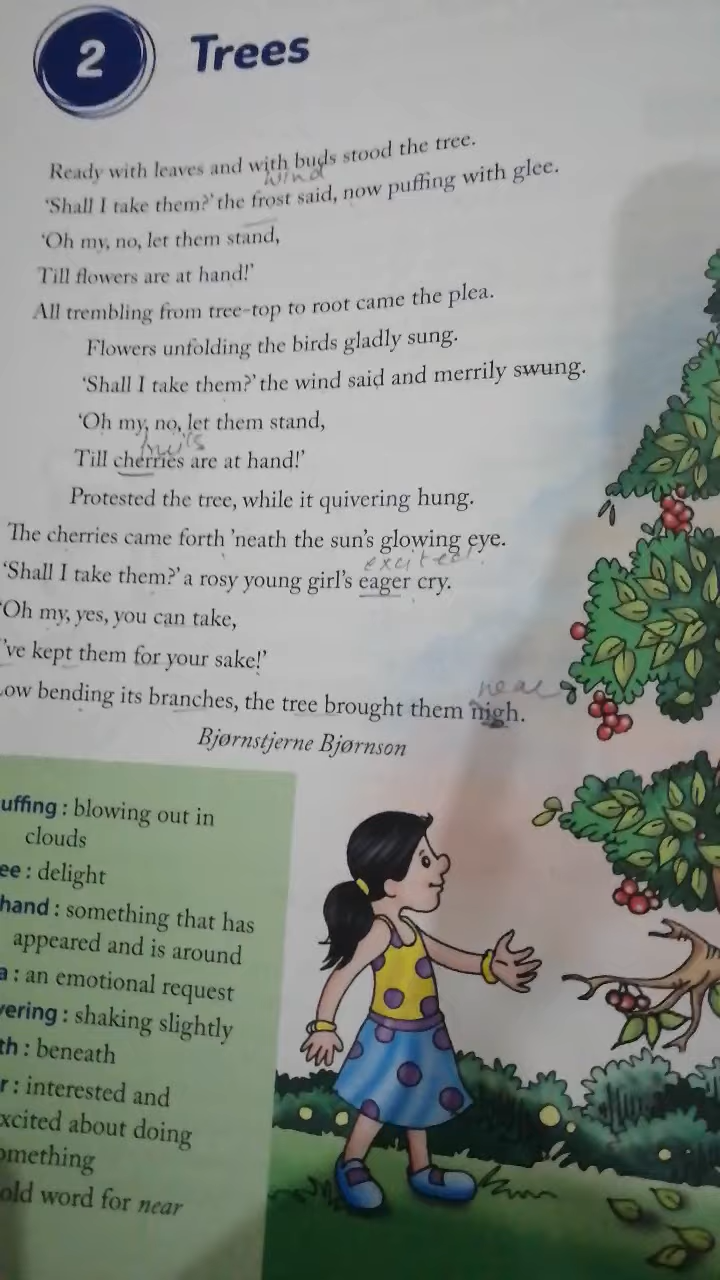 2 Trees
Ready with leaves and with buds stood the tree.
wind
'Shall I take them?' the frost said, now puffing with glee.
'Oh my, no, let them stand,
Till flowers are at hand!'
All trembling from tree-top to root came the plea.
Flowers unfolding the birds gladly sung.
'Shall I take them?' the wind said and merrily swung.
'Oh my, no, let them stand,
fruits
Till cherries are at hand!'
Protested the tree, while it quivering hung.
The cherries came forth 'neath the sun's glowing eye.
excited
'Shall I take them?' a rosy young girl's eager cry.
'Oh my, yes, you can take,
've kept them for your sake!'
near
ow bending its branches, the tree brought them nigh.
Bjørnstjerne Bjørnson
uffing : blowing out in
clouds
ee : delight
hand : something that has
appeared and is around
a : an emotional request
vering : shaking slightly
th : beneath
r : interested and
xcited about doing
omething
old word for near